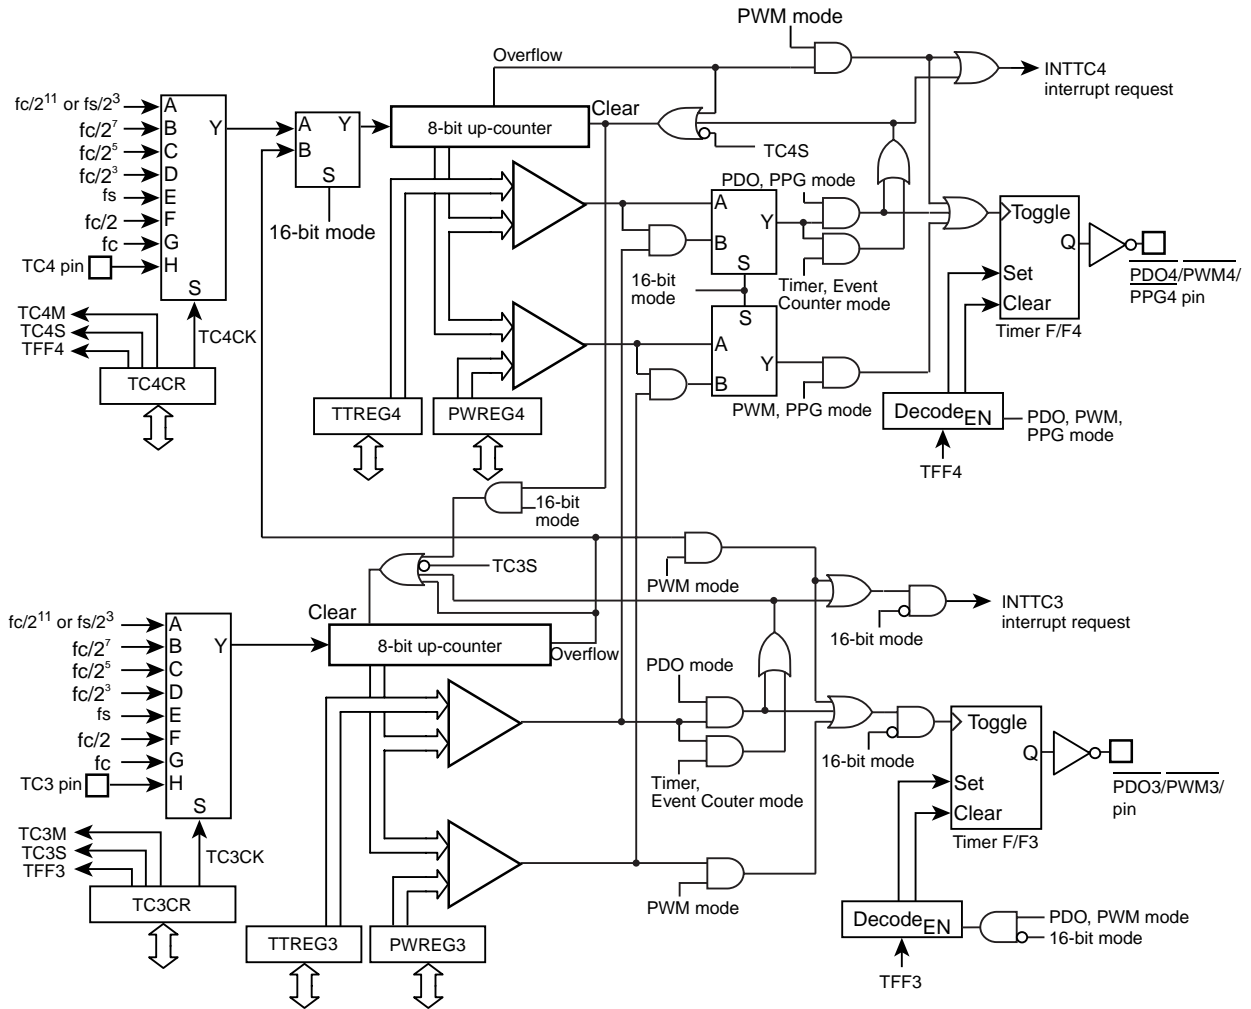 PWM mode
Overflow
INTTC4
interrupt request
fc/2¹¹ or fs/2³
fc/2⁷
fc/2⁵
fc/2³
fs
fc/2
fc
TC4 pin
A
B
C
D
E
F
G
H
Y
S
A
B
Y
S
16-bit mode
8-bit up-counter
Clear
TC4S
TC4M
TC4S
TFF4
TC4CK
TC4CR
TTREG4
PWREG4
A
B
Y
S
16-bit
mode
S
A
B
Y
PDO, PPG mode
Timer, Event
Counter mode
PWM, PPG mode
Toggle
Q
Set
Clear
Timer F/F4
PDO4/PWM4/
PPG4 pin
Decode EN
PDO, PWM,
PPG mode
TFF4
16-bit
mode
TC3S
PWM mode
INTTC3
interrupt request
16-bit mode
fc/2¹¹ or fs/2³
fc/2⁷
fc/2⁵
fc/2³
fs
fc/2
fc
TC3 pin
A
B
C
D
E
F
G
H
Y
S
Clear
8-bit up-counter
Overflow
PDO mode
Timer,
Event Couter mode
16-bit mode
Toggle
Q
Set
Clear
Timer F/F3
PDO3/PWM3/
pin
TC3M
TC3S
TFF3
TC3CK
TC3CR
TTREG3
PWREG3
PWM mode
Decode EN
PDO, PWM mode
16-bit mode
TFF3